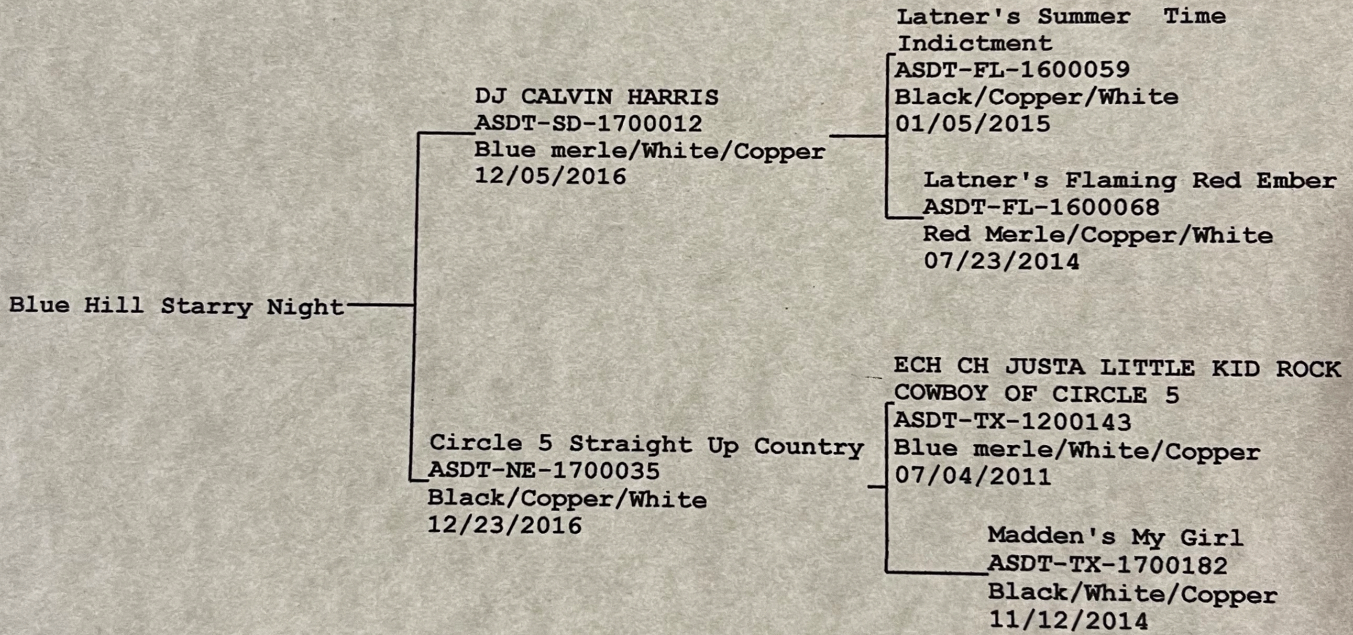 Latner's Summer Time
Indictment
ASDT-FL-1600059
Black/Copper/White
01/05/2015
DJ CALVIN HARRIS
ASDT-SD-1700012
Blue merle/White/Copper
12/05/2016
Latner's Flaming Red Ember
ASDT-FL-1600068
Red Merle/Copper/White
07/23/2014
Blue Hill Starry Night
ECH CH JUSTA LITTLE KID ROCK
COWBOY OF CIRCLE 5
ASDT-TX-1200143
Blue merle/White/Copper
07/04/2011
Circle 5 Straight Up Country
ASDT-NE-1700035
Black/Copper/White
12/23/2016
Madden's My Girl
ASDT-TX-1700182
Black/White/Copper
11/12/2014